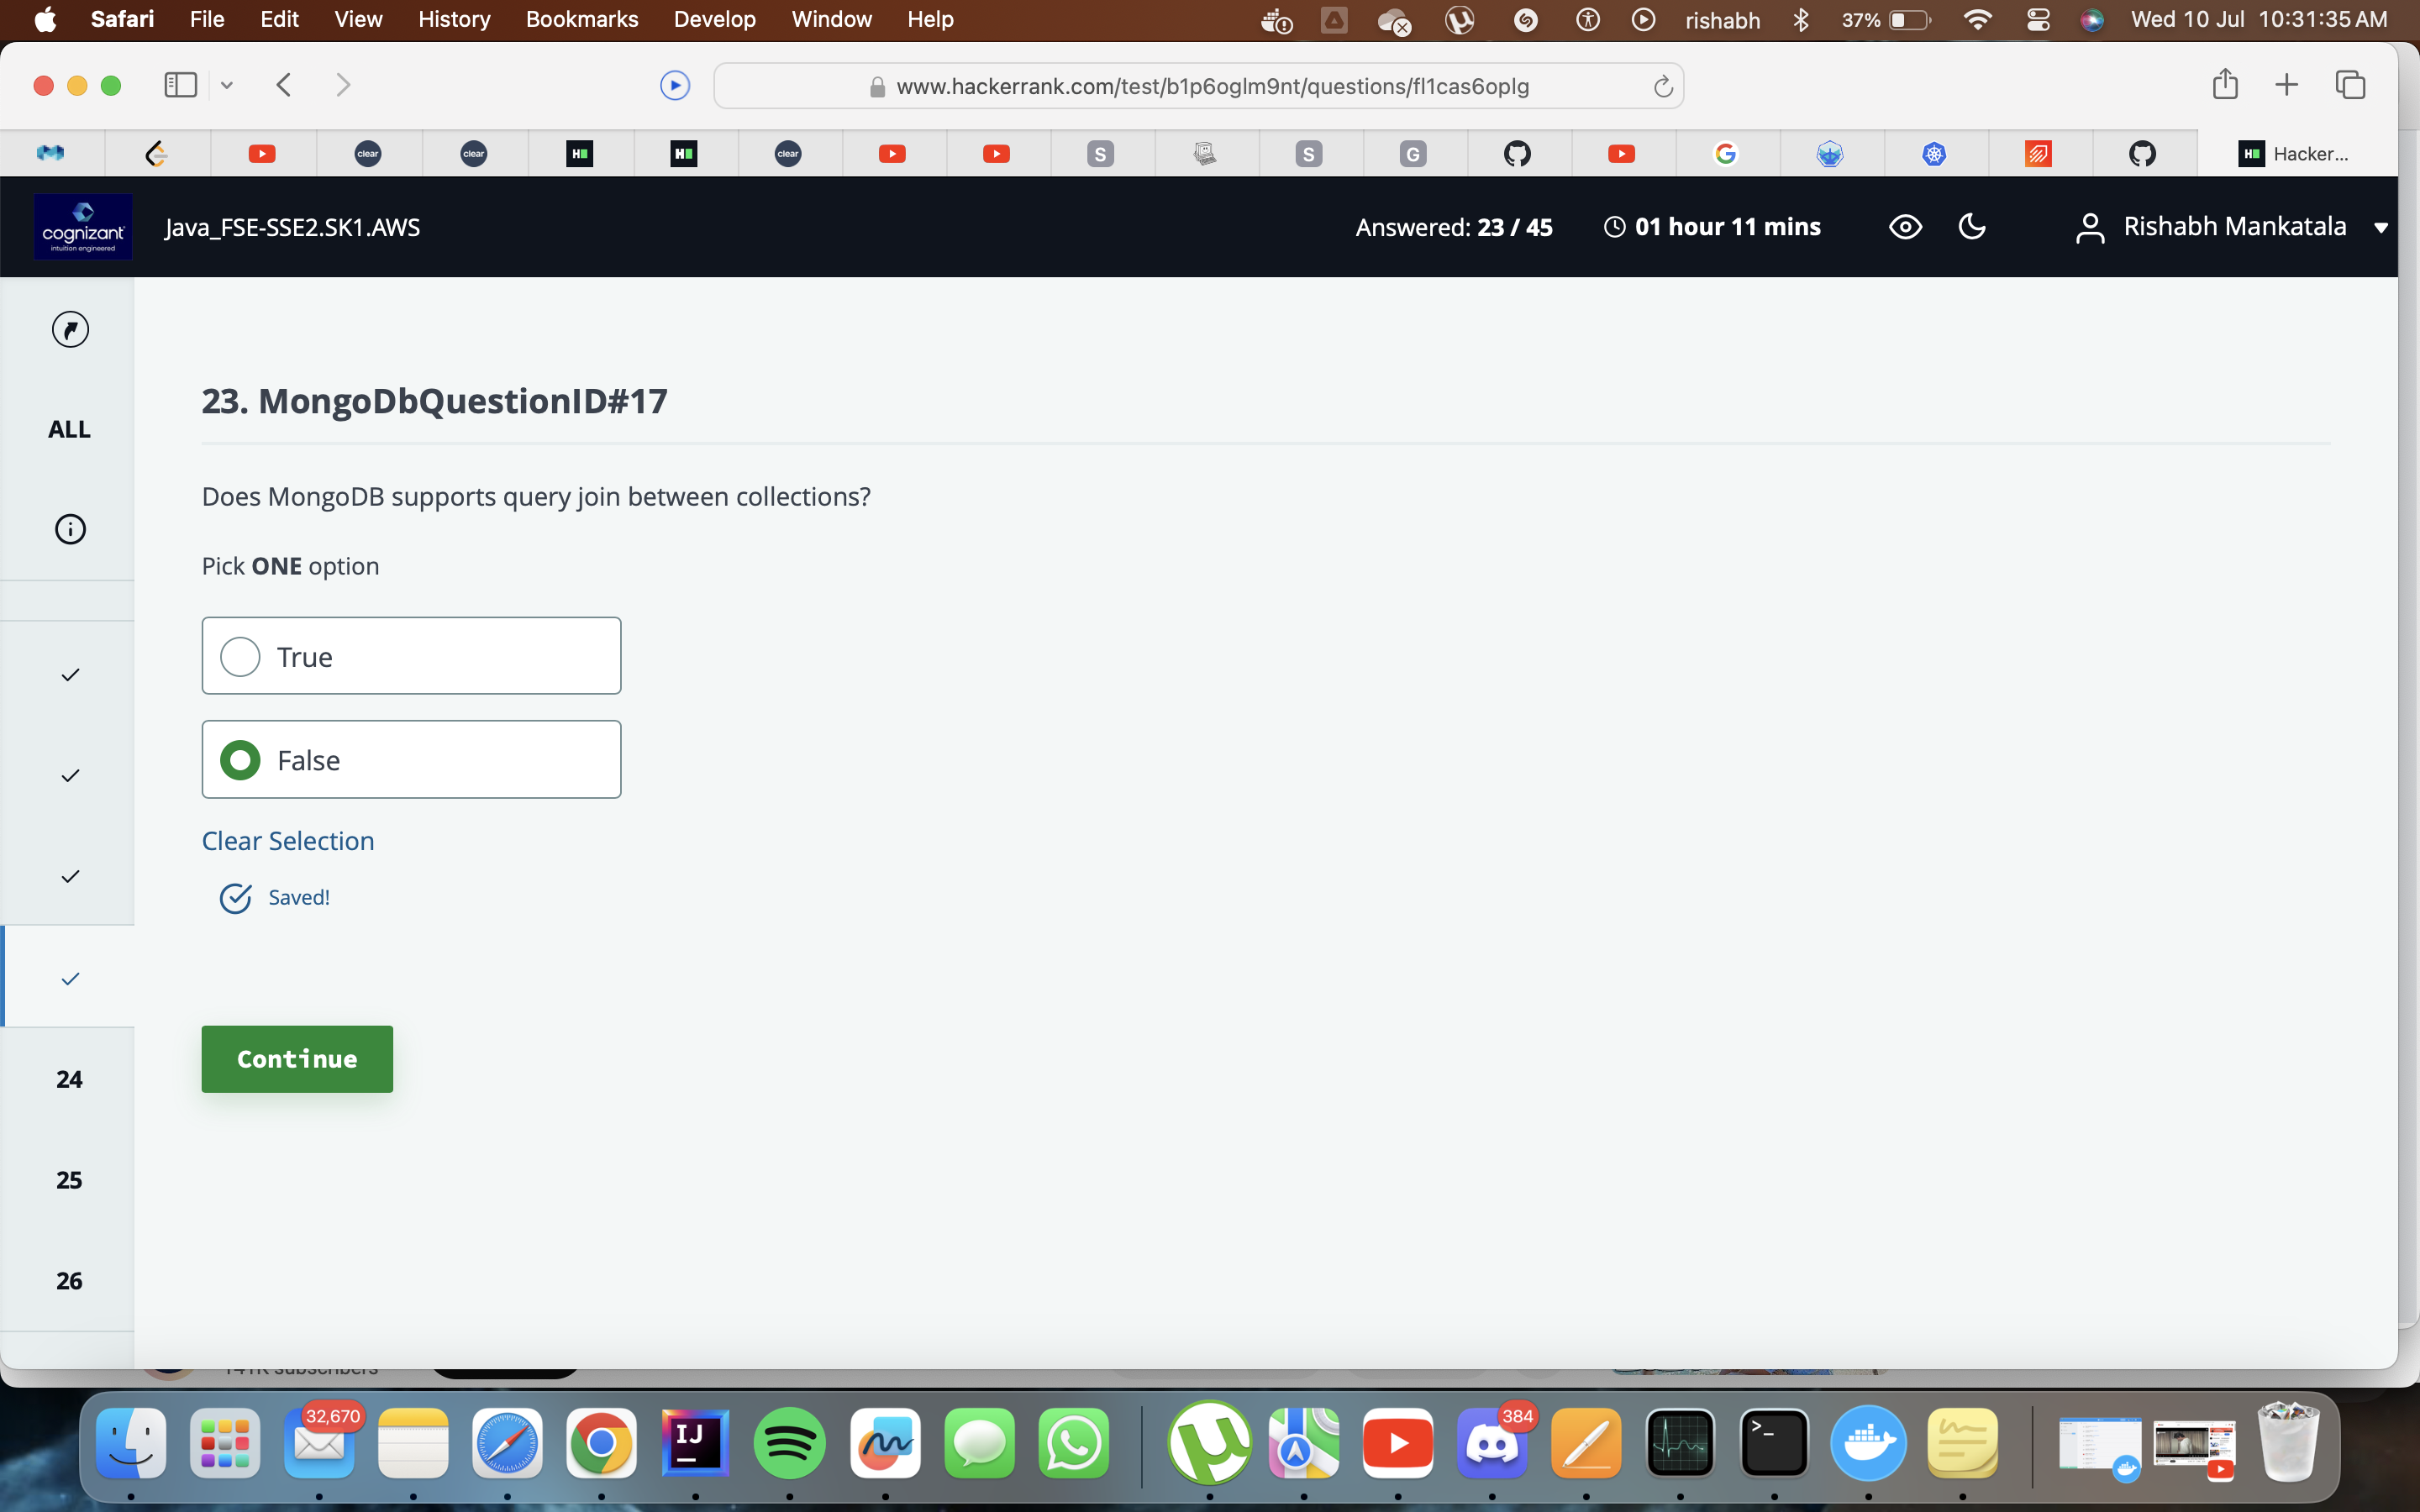 Safari File Edit View History Bookmarks Develop Window Help rishabh 37% Wed 10 Jul 10:31:35 AM
www.hackerrank.com/test/b1p6oglm9nt/questions/fl1cas6oplg
clear clear H H clear S S G H Hacker...
cognizant
intuition engineered
Java_FSE-SSE2.SK1.AWS
Answered: 23 / 45
01 hour 11 mins
Rishabh Mankatala
ALL
23. MongoDbQuestionID#17
Does MongoDB supports query join between collections?
Pick ONE option
True
False
Clear Selection
Saved!
Continue
24
25
26
32,670
IJ
384
>_